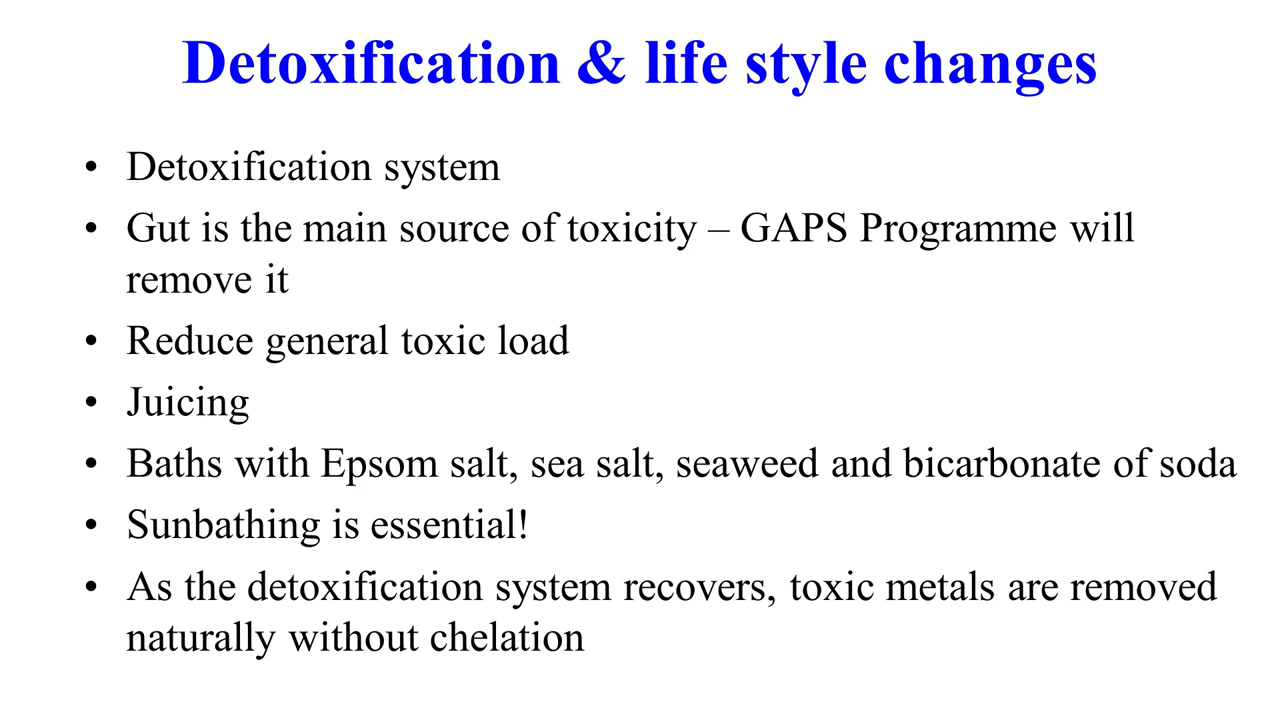 Detoxification & life style changes
• Detoxification system
• Gut is the main source of toxicity – GAPS Programme will
remove it
• Reduce general toxic load
• Juicing
• Baths with Epsom salt, sea salt, seaweed and bicarbonate of soda
• Sunbathing is essential!
• As the detoxification system recovers, toxic metals are removed
naturally without chelation